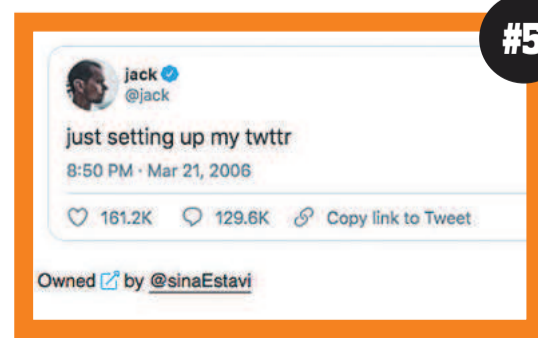 #5
jack
@jack
just setting up my twttr
8:50 PM · Mar 21, 2006
161.2K 129.6K Copy link to Tweet
Owned by @sinaEstavi